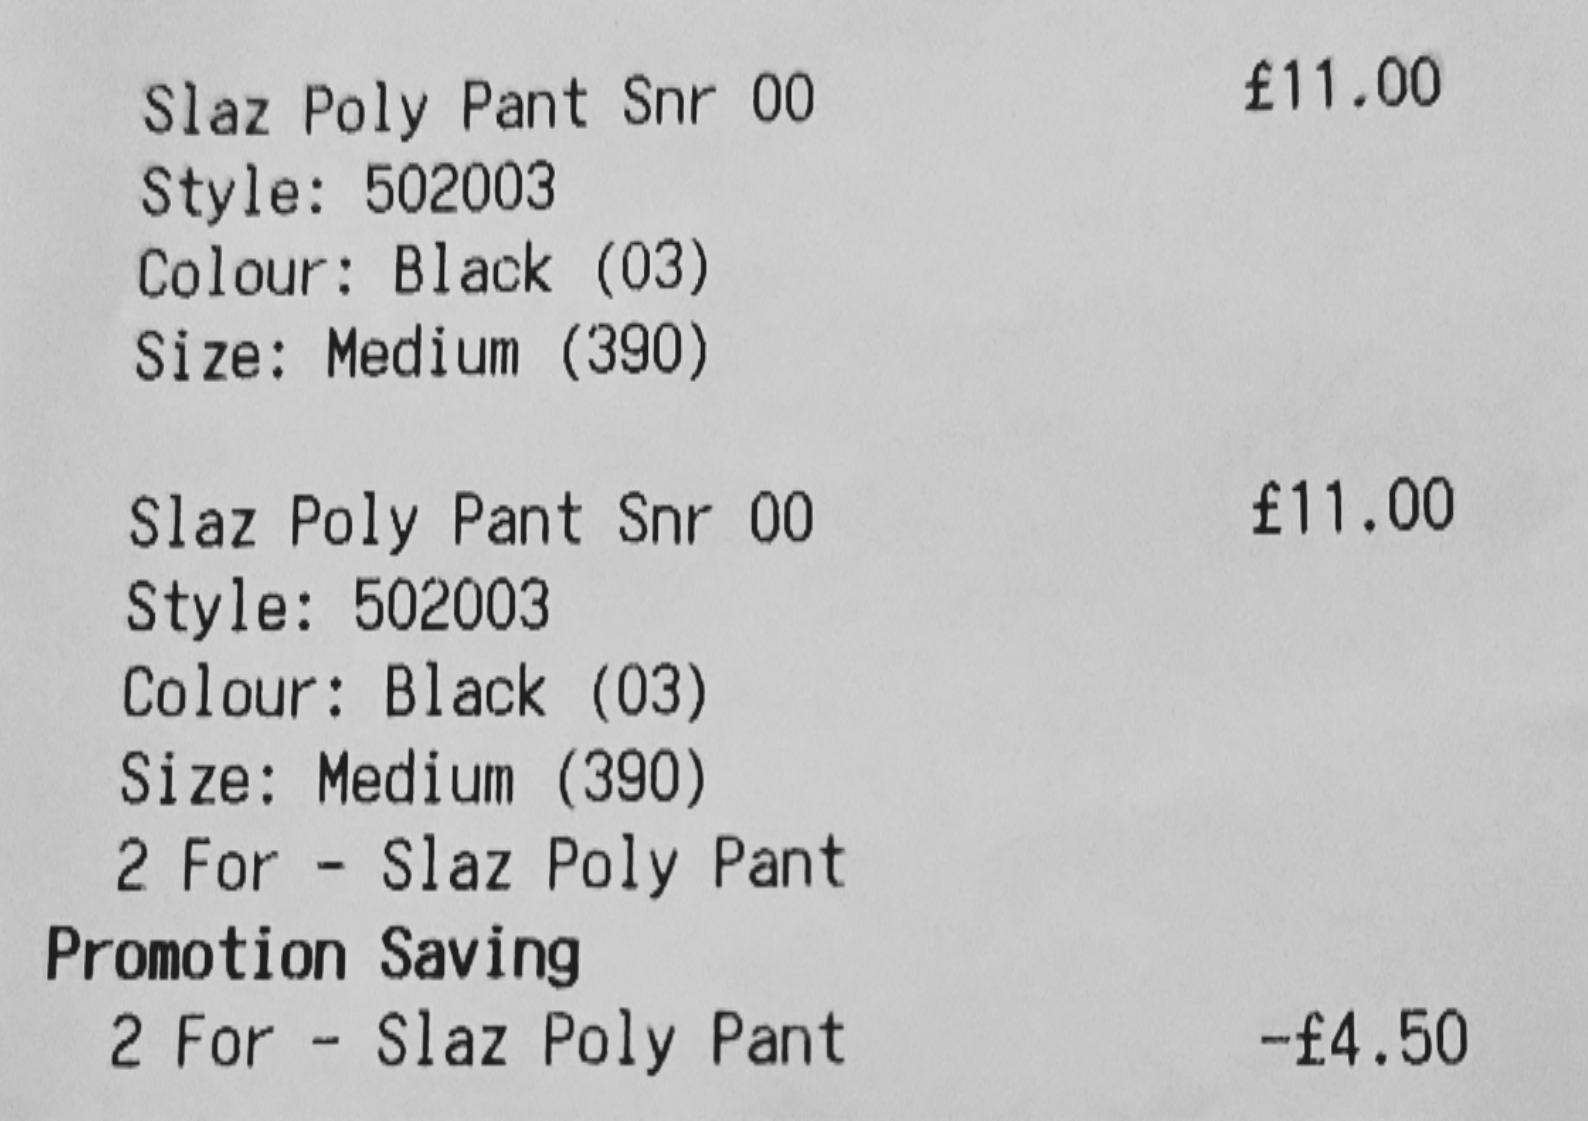 Slaz Poly Pant Snr 00 £11.00
Style: 502003
Colour: Black (03)
Size: Medium (390)
Slaz Poly Pant Snr 00 £11.00
Style: 502003
Colour: Black (03)
Size: Medium (390)
2 For - Slaz Poly Pant
Promotion Saving
2 For - Slaz Poly Pant -£4.50